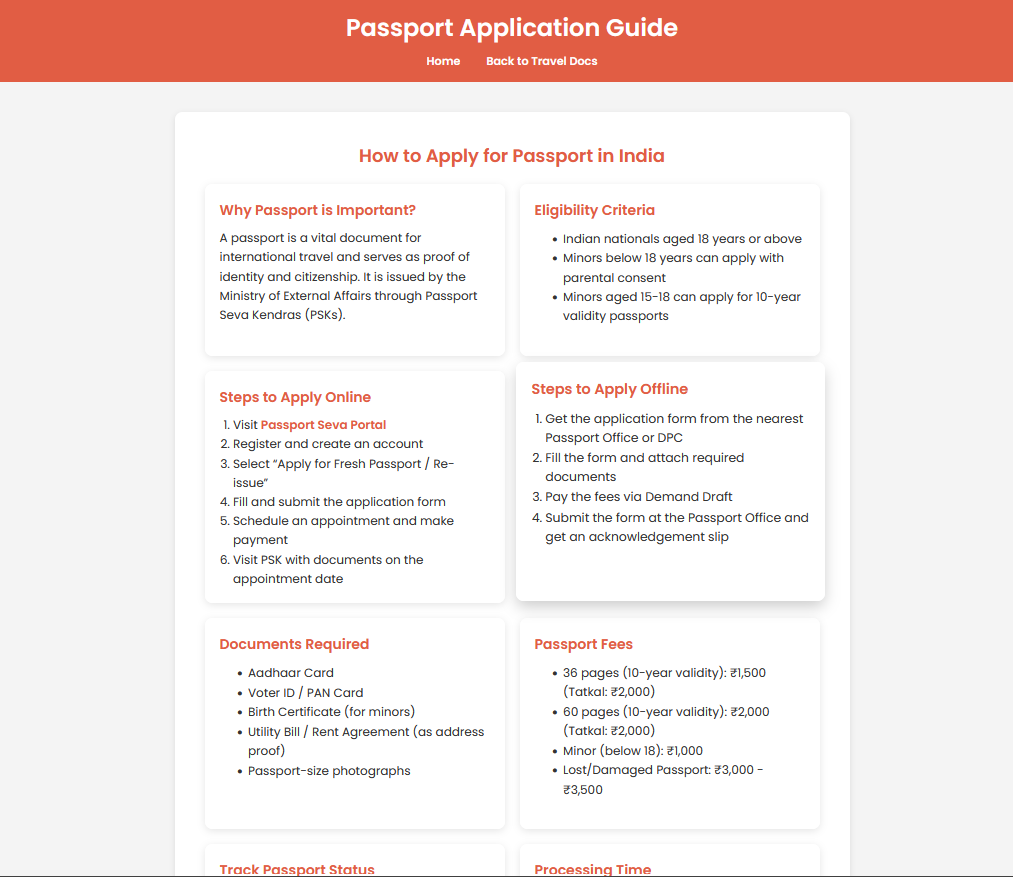 Passport Application Guide
Home Back to Travel Docs
How to Apply for Passport in India
Why Passport is Important?
A passport is a vital document for
international travel and serves as proof of
identity and citizenship. It is issued by the
Ministry of External Affairs through Passport
Seva Kendras (PSKs).
Eligibility Criteria
• Indian nationals aged 18 years or above
• Minors below 18 years can apply with
parental consent
• Minors aged 15-18 can apply for 10-year
validity passports
Steps to Apply Online
1. Visit Passport Seva Portal
2. Register and create an account
3. Select “Apply for Fresh Passport / Re-
issue”
4. Fill and submit the application form
5. Schedule an appointment and make
payment
6. Visit PSK with documents on the
appointment date
Steps to Apply Offline
1. Get the application form from the nearest
Passport Office or DPC
2. Fill the form and attach required
documents
3. Pay the fees via Demand Draft
4. Submit the form at the Passport Office and
get an acknowledgement slip
Documents Required
• Aadhaar Card
• Voter ID / PAN Card
• Birth Certificate (for minors)
• Utility Bill / Rent Agreement (as address
proof)
• Passport-size photographs
Passport Fees
• 36 pages (10-year validity): ₹1,500
(Tatkal: ₹2,000)
• 60 pages (10-year validity): ₹2,000
(Tatkal: ₹2,000)
• Minor (below 18): ₹1,000
• Lost/Damaged Passport: ₹3,000 -
₹3,500
Track Passport Status
Processing Time